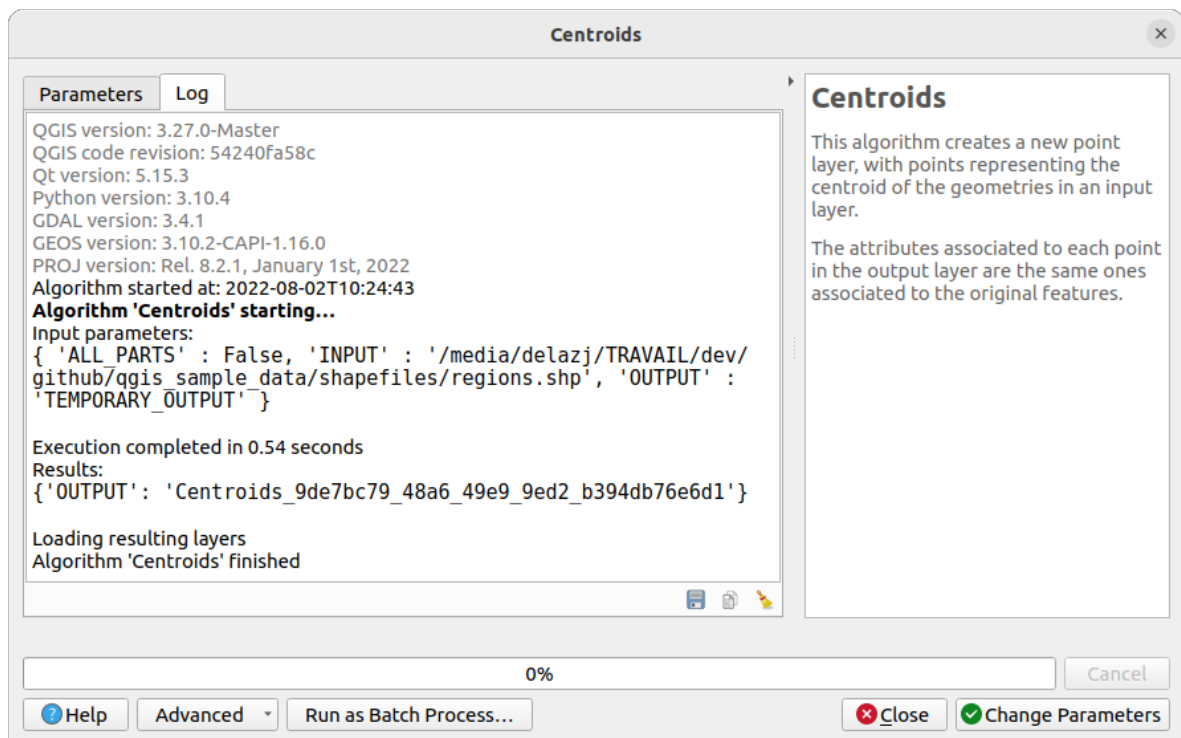 Centroids
Parameters
Log
QGIS version: 3.27.0-Master
QGIS code revision: 54240fa58c
Qt version: 5.15.3
Python version: 3.10.4
GDAL version: 3.4.1
GEOS version: 3.10.2-CAPI-1.16.0
PROJ version: Rel. 8.2.1, January 1st, 2022
Algorithm started at: 2022-08-02T10:24:43
Algorithm 'Centroids' starting…
Input parameters:
{ 'ALL_PARTS' : False, 'INPUT' : '/media/delazj/TRAVAIL/dev/
github/qgis_sample_data/shapefiles/regions.shp', 'OUTPUT' :
'TEMPORARY_OUTPUT' }
Execution completed in 0.54 seconds
Results:
{'OUTPUT': 'Centroids_9de7bc79_48a6_49e9_9ed2_b394db76e6d1'}
Loading resulting layers
Algorithm 'Centroids' finished
Centroids
This algorithm creates a new point
layer, with points representing the
centroid of the geometries in an input
layer.
The attributes associated to each point
in the output layer are the same ones
associated to the original features.
0%
Cancel
Help
Advanced
Run as Batch Process…
Close
Change Parameters